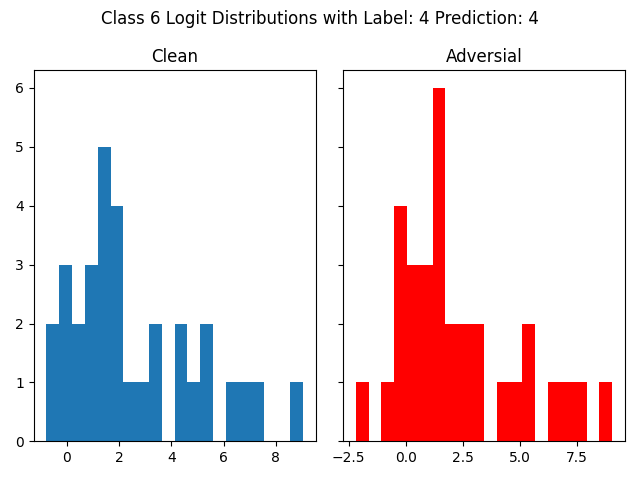 Class 6 Logit Distributions with Label: 4 Prediction: 4
Clean
Adversial
6
5
4
3
2
1
0
0 2 4 6 8
−2.5 0.0 2.5 5.0 7.5